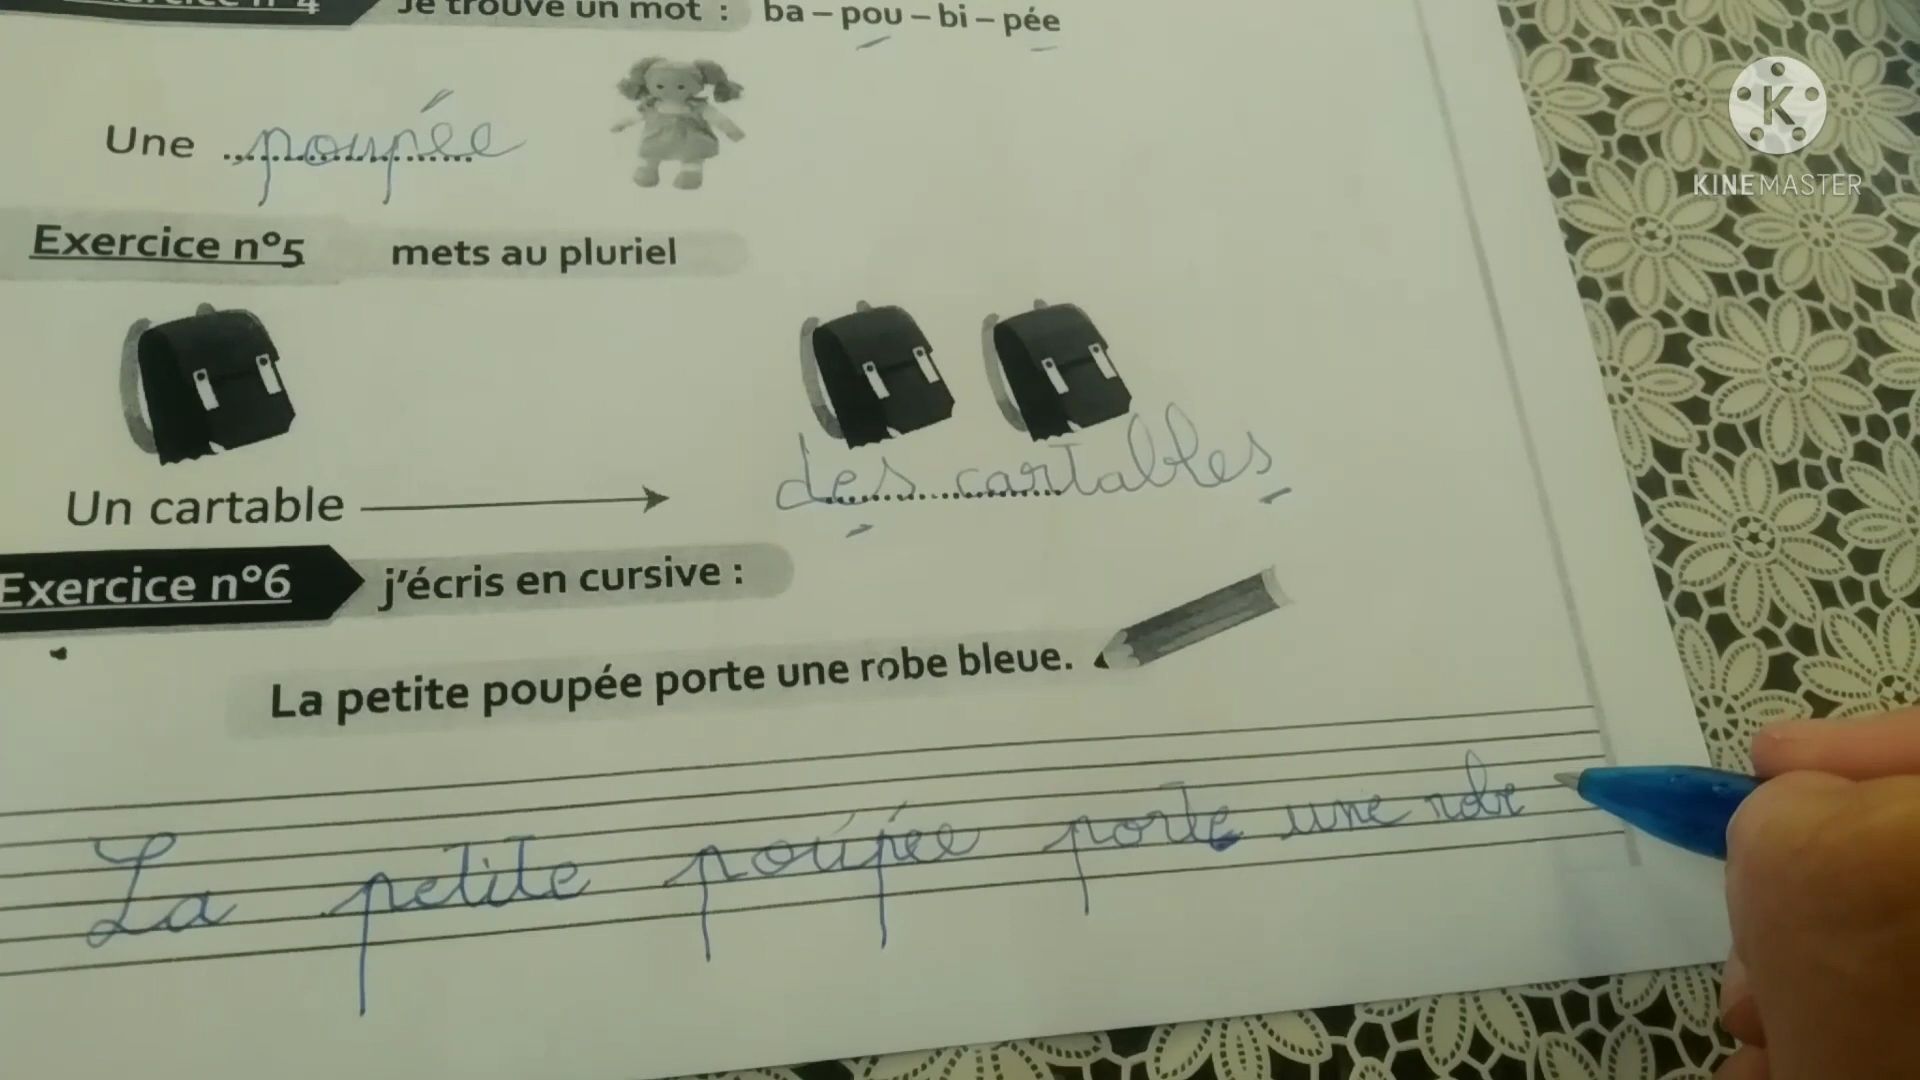 Exercice n°4 Je trouve un mot : ba – pou – bi – pée
Une poupée
KINEMASTER
Exercice n°5 mets au pluriel
Un cartable des cartables
Exercice n°6 j'écris en cursive :
La petite poupée porte une robe bleue.
La petite poupée porte une robe